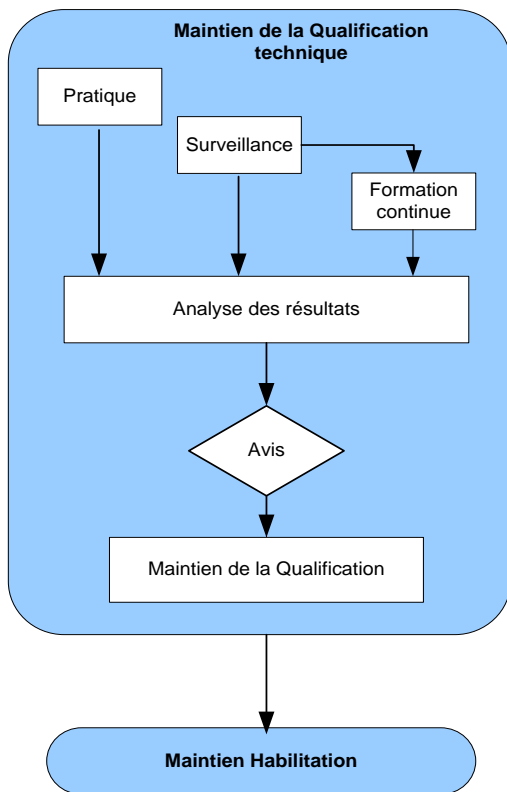 Maintien de la Qualification
technique
Pratique
Surveillance
Formation
continue
Analyse des résultats
Avis
Maintien de la Qualification
Maintien Habilitation